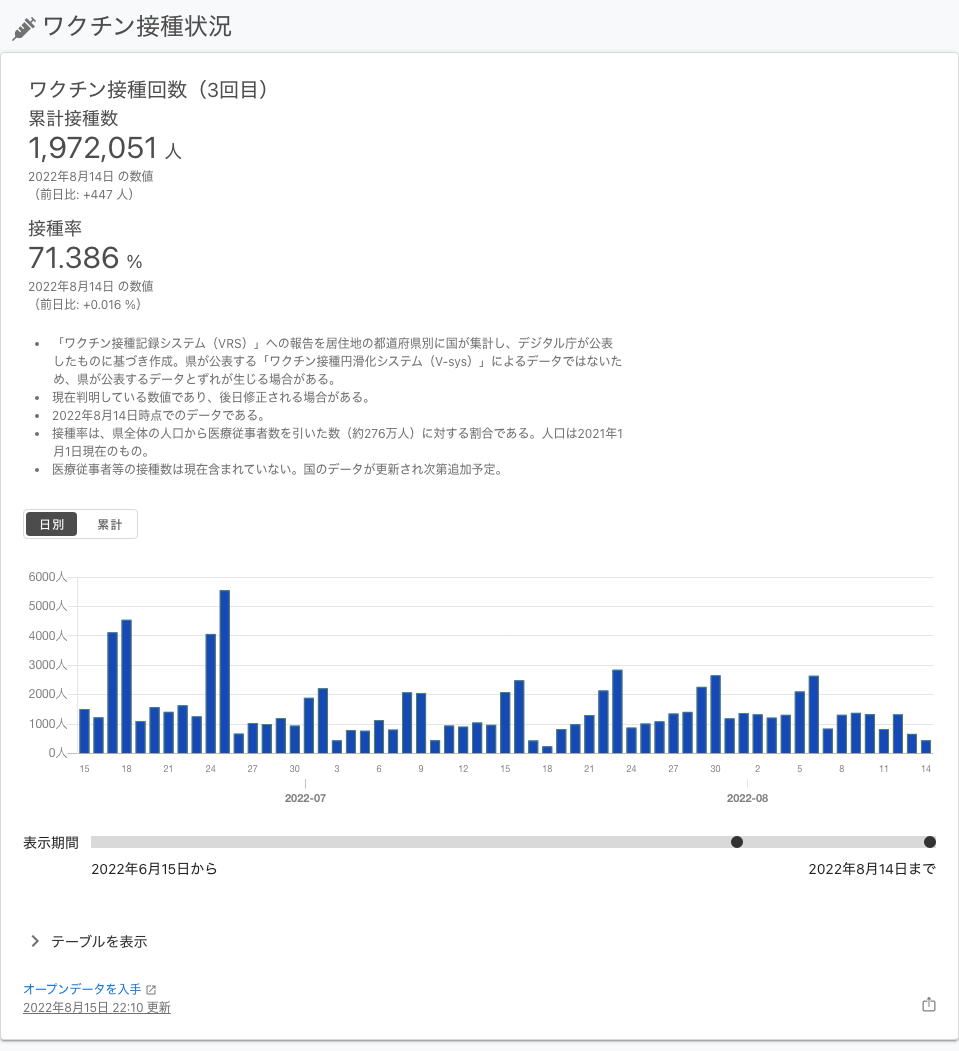 ワクチン接種状況
ワクチン接種回数（3回目）
累計接種数
1,972,051 人
2022年8月14日 の数値
（前日比: +447 人）
接種率
71.386 %
2022年8月14日 の数値
（前日比: +0.016 %）
• 「ワクチン接種記録システム（VRS）」への報告を居住地の都道府県別に国が集計し、デジタル庁が公表
したものに基づき作成。県が公表する「ワクチン接種円滑化システム（V-sys）」によるデータではないた
め、県が公表するデータとずれが生じる場合がある。
• 現在判明している数値であり、後日修正される場合がある。
• 2022年8月14日時点でのデータである。
• 接種率は、県全体の人口から医療従事者数を引いた数（約276万人）に対する割合である。人口は2021年1
月1日現在のもの。
• 医療従事者等の接種数は現在含まれていない。国のデータが更新され次第追加予定。
日別 累計
6000人
5000人
4000人
3000人
2000人
1000人
0人
15 18 21 24 27 30 3 6 9 12 15 18 21 24 27 30 2 5 8 11 14
2022-07 2022-08
表示期間
2022年6月15日から 2022年8月14日まで
テーブルを表示
オープンデータを入手
2022年8月15日 22:10 更新